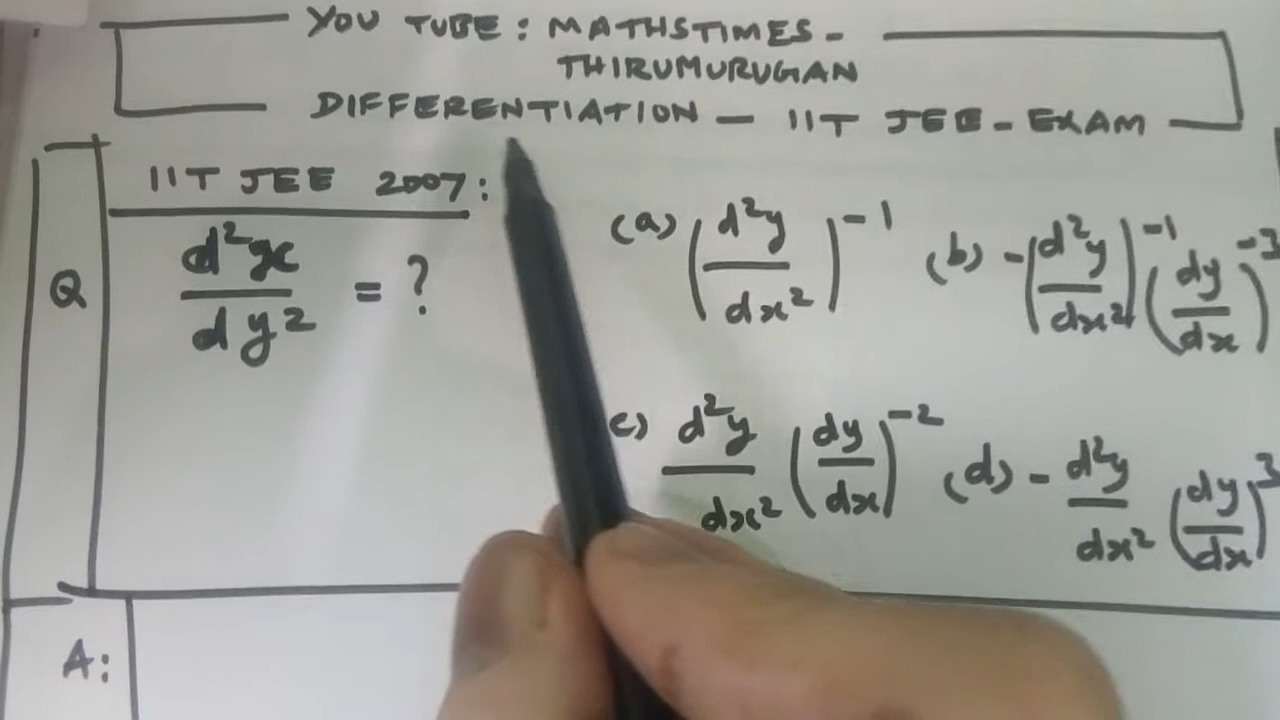 YOU TUBE : MATHSTIMES -
THIRUMURUGAN
DIFFERENTIATION - IIT JEE - EXAM
IIT JEE 2007 :
Q d²x/dy² = ?
(a) (d²y/dx²)⁻¹ (b) -(d²y/dx²)⁻¹ (dy/dx)⁻³
c) d²y/dx² (dy/dx)⁻² (d) - d²y/dx² (dy/dx)³
A: